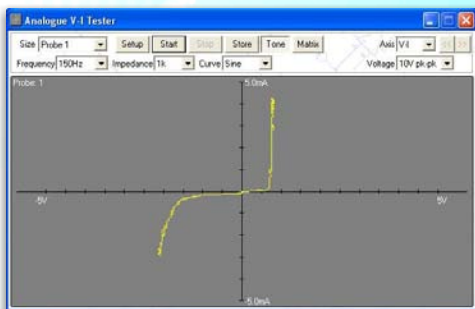 Analogue V-I Tester
Size Probe 1 Setup Start Stop Store Tone Matrix Axis V-I << >>
Frequency 150Hz Impedance 1k Curve Sine Voltage 10V pk-pk
Probe: 1
5.0mA
-5V
5V
-5.0mA